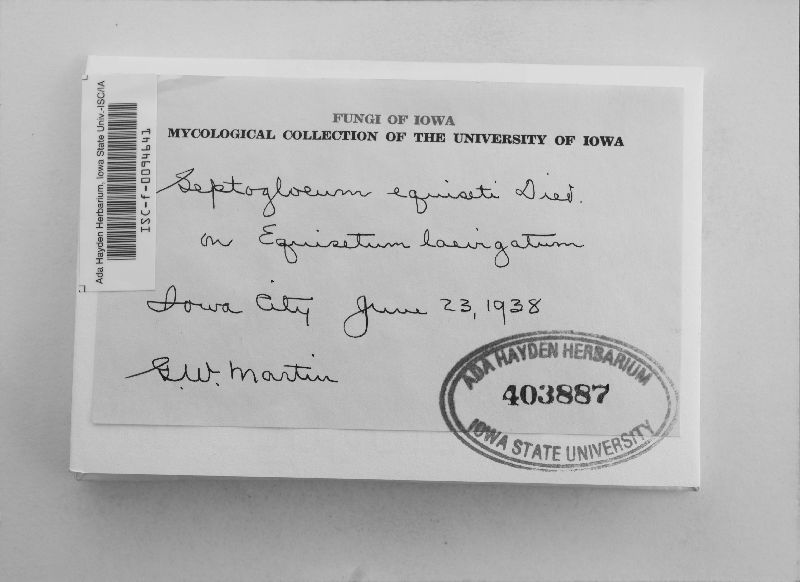 FUNGI OF IOWA
MYCOLOGICAL COLLECTION OF THE UNIVERSITY OF IOWA
Septogloeum equiseti Died.
on Equisetum laevigatum
Iowa City June 23, 1938
G.W. Martin
Ada Hayden Herbarium, Iowa State Univ.-ISC/IA
ISC-f-0094641
ADA HAYDEN HERBARIUM
403887
IOWA STATE UNIVERSITY